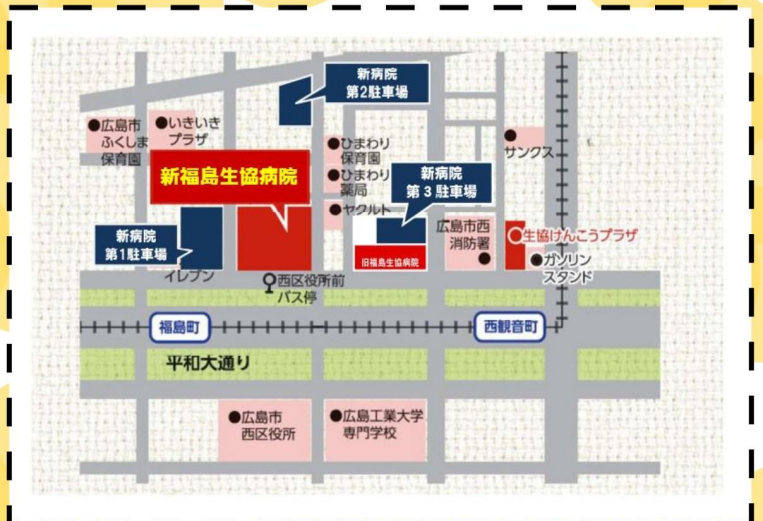 新病院
第2駐車場
●広島市
ふくしま
保育園
●いきいき
プラザ
●ひまわり
保育園
●ひまわり
薬局
●ヤクルト
サンクス
新福島生協病院
新病院
第3駐車場
新病院
第1駐車場
イレブン
広島市西
消防署
生協けんこうプラザ
●ガソリン
スタンド
旧福島生協病院
西区役所前
バス停
福島町
西観音町
平和大通り
●広島市
西区役所
●広島工業大学
専門学校